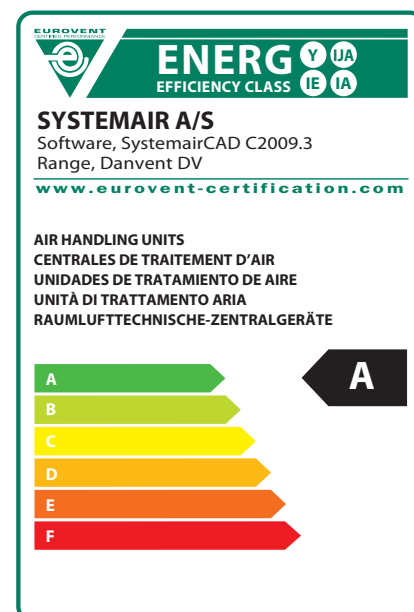 EUROVENT
CERTIFIED PERFORMANCE
ENERG Y IJA
EFFICIENCY CLASS IE IA
SYSTEMAIR A/S
Software, SystemairCAD C2009.3
Range, Danvent DV
www.eurovent-certification.com
AIR HANDLING UNITS
CENTRALES DE TRAITEMENT D'AIR
UNIDADES DE TRATAMIENTO DE AIRE
UNITÀ DI TRATTAMENTO ARIA
RAUMLUFTTECHNISCHE-ZENTRALGERÄTE
A
A
B
C
D
E
F